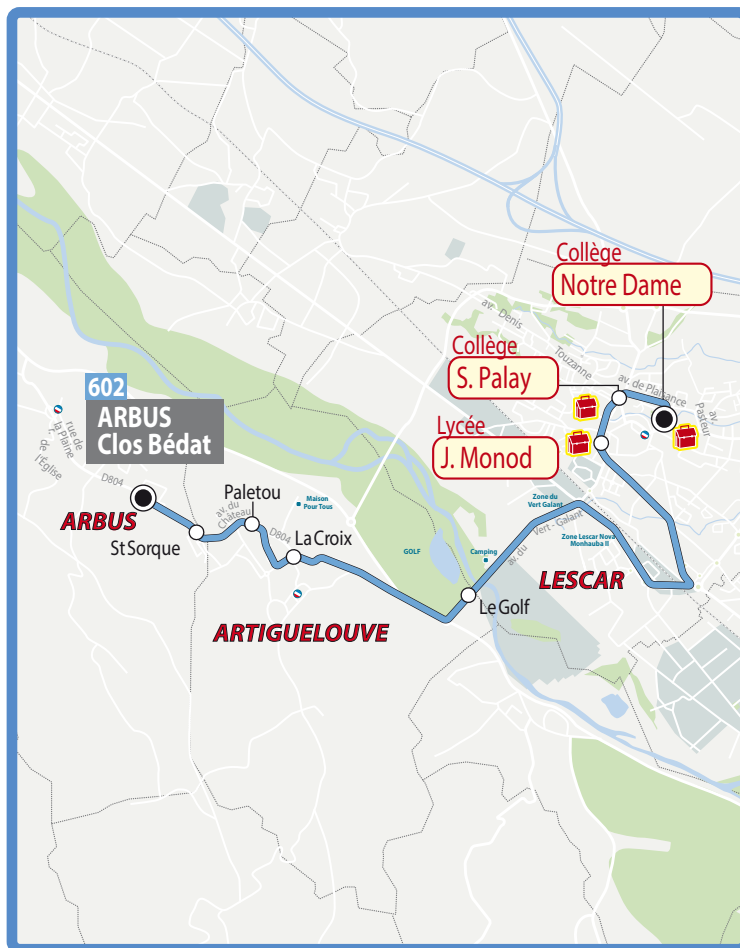 Collège
Notre Dame
av. Denis
Touzanne
Collège
S. Palay
av. de Plaisance
av.
Pasteur
602
ARBUS
Clos Bédat
Lycée
J. Monod
rue de
la Plaine
r. de
l'Église
D804
ARBUS
St Sorque
av. du
Château
Paletou
D804
La Croix
Maison
Pour Tous
ARTIGUELOUVE
GOLF
Camping
Zone du
Vert Galant
av. du
Vert - Galant
Zone Lescar Nova
Monhauba II
LESCAR
Le Golf